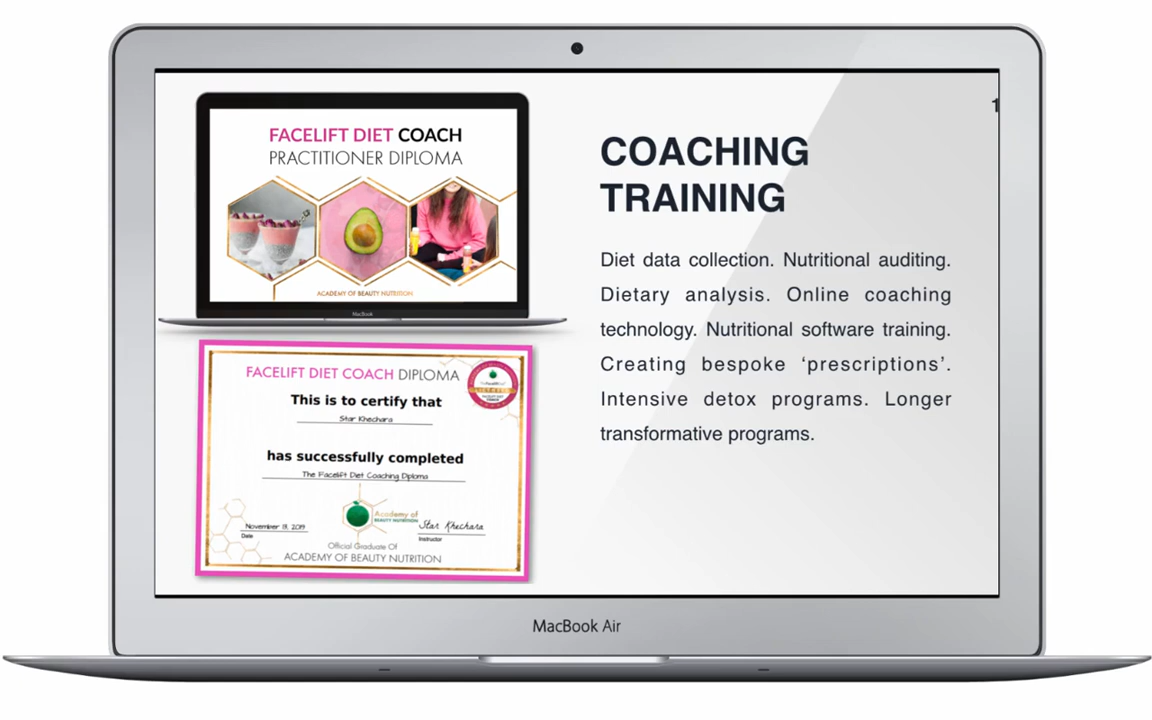 FACELIFT DIET COACH
PRACTITIONER DIPLOMA
ACADEMY OF BEAUTY NUTRITION
MacBook
FACELIFT DIET COACH DIPLOMA
This is to certify that
Star Khechara
has successfully completed
The Facelift Diet Coaching Diploma
Academy of
BEAUTY NUTRITION
November 13, 2019
Date
Star Khechara
Instructor
Official Graduate Of
ACADEMY OF BEAUTY NUTRITION
1
COACHING
TRAINING
Diet data collection. Nutritional auditing.
Dietary analysis. Online coaching
technology. Nutritional software training.
Creating bespoke ‘prescriptions’.
Intensive detox programs. Longer
transformative programs.
MacBook Air